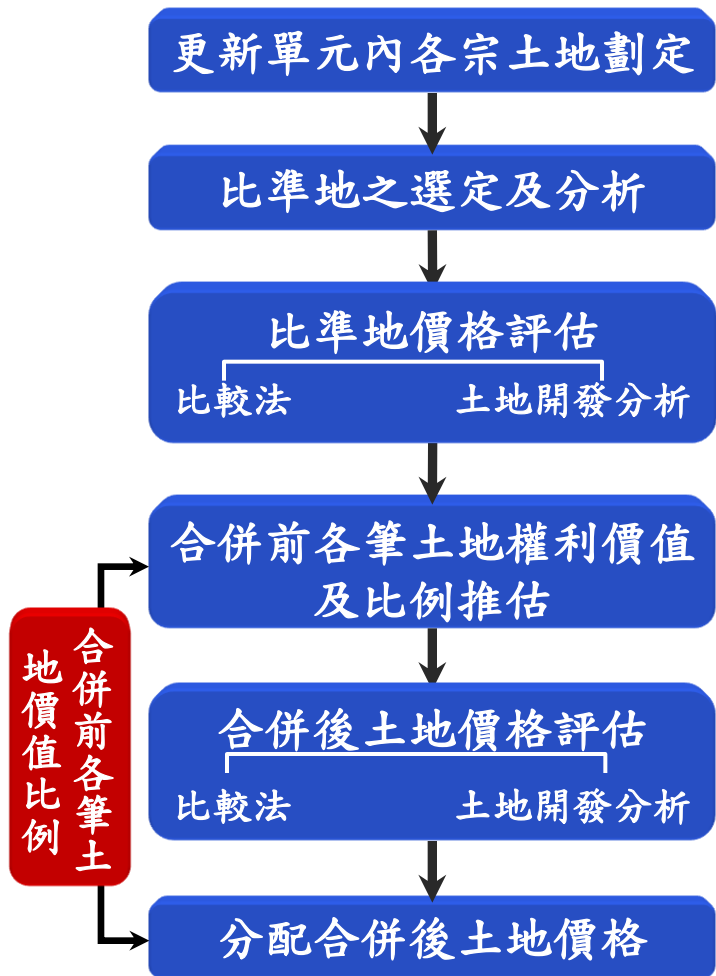 更新單元內各宗土地劃定
比準地之選定及分析
比準地價格評估
比較法
土地開發分析
合併前各筆土地權利價值
及比例推估
合併前各筆土
地價值比例
合併後土地價格評估
比較法
土地開發分析
分配合併後土地價格